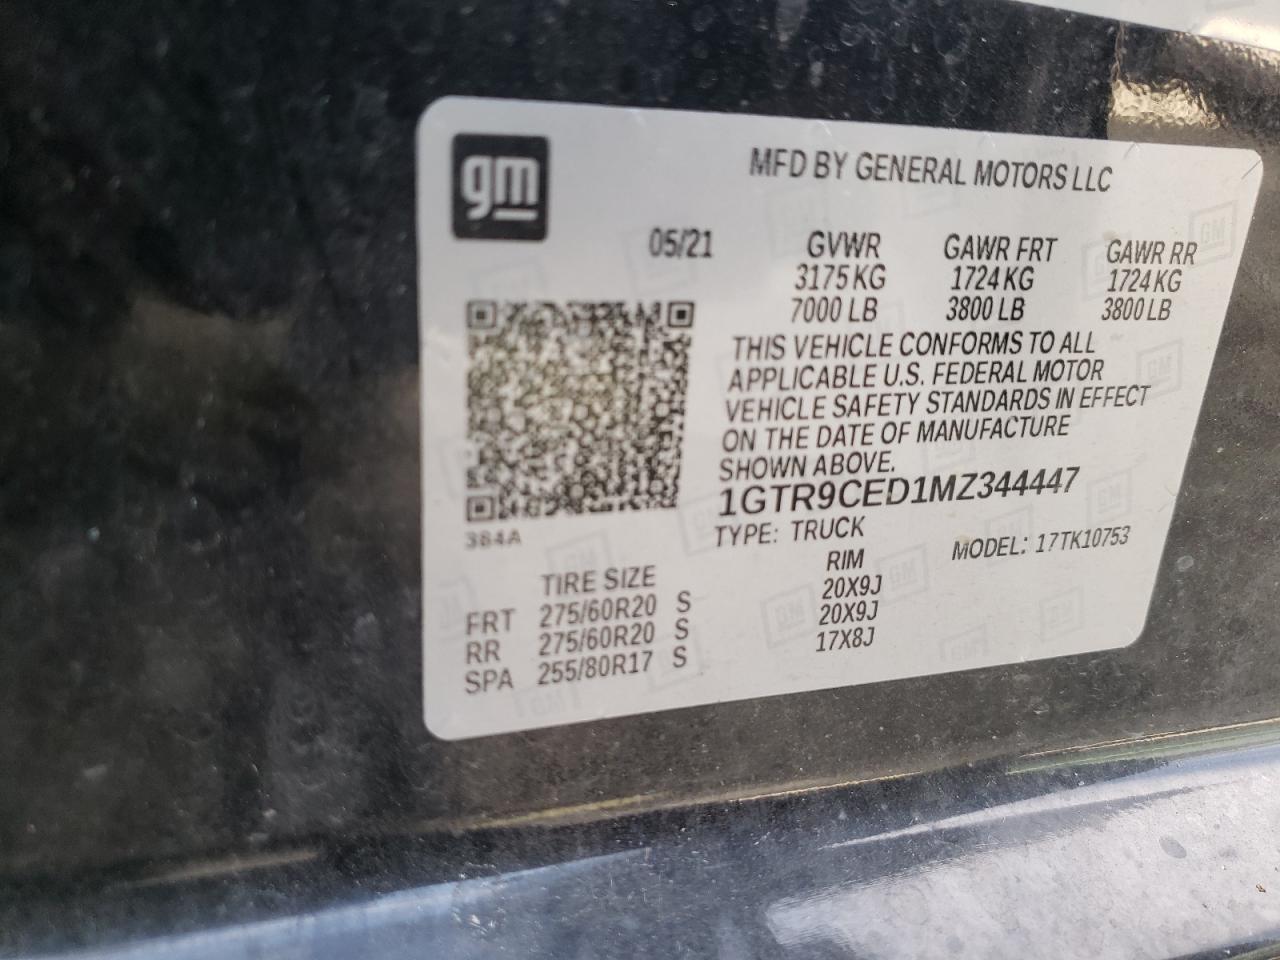 gm
MFD BY GENERAL MOTORS LLC
05/21 GVWR GAWR FRT GAWR RR
3175 KG 1724 KG 1724 KG
7000 LB 3800 LB 3800 LB
THIS VEHICLE CONFORMS TO ALL
APPLICABLE U.S. FEDERAL MOTOR
VEHICLE SAFETY STANDARDS IN EFFECT
ON THE DATE OF MANUFACTURE
SHOWN ABOVE.
1GTR9CED1MZ344447
384A
TYPE: TRUCK MODEL: 17TK10753
TIRE SIZE RIM
FRT 275/60R20 S 20X9J
RR 275/60R20 S 20X9J
SPA 255/80R17 S 17X8J